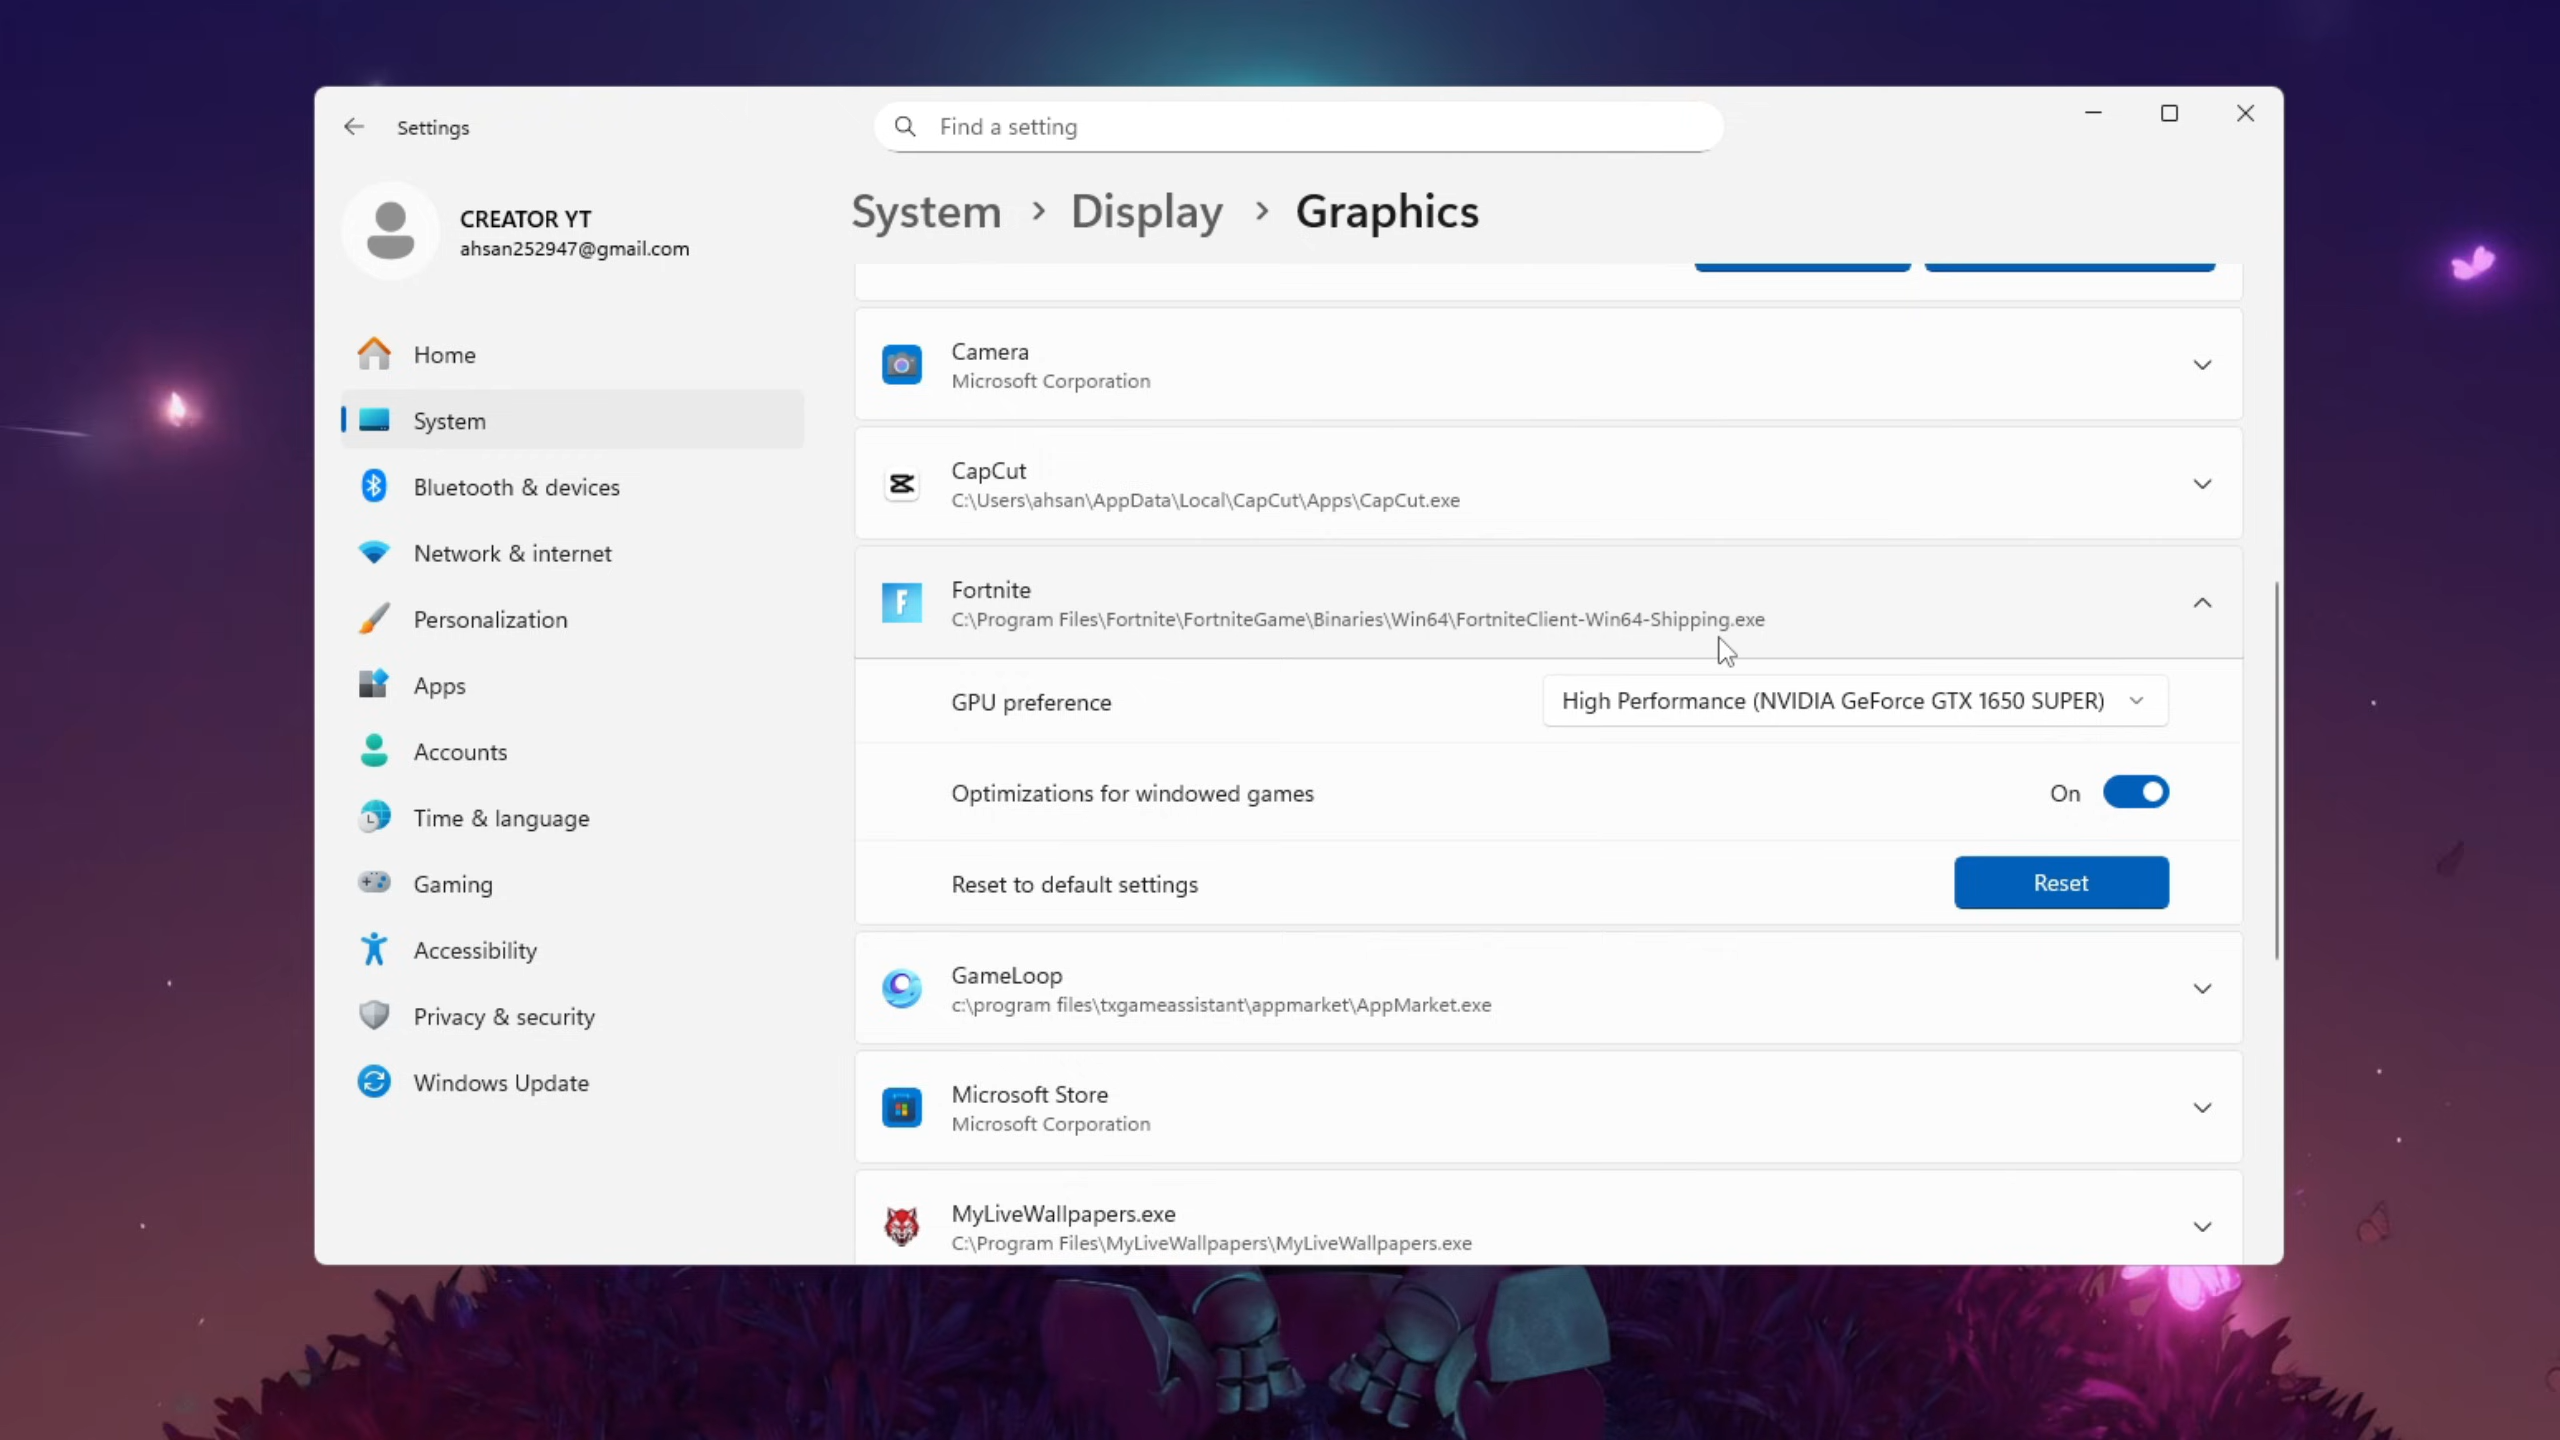 Settings
Find a setting
CREATOR YT
ahsan252947@gmail.com
System > Display > Graphics
Home
System
Bluetooth & devices
Network & internet
Personalization
Apps
Accounts
Time & language
Gaming
Accessibility
Privacy & security
Windows Update
Camera
Microsoft Corporation
CapCut
C:\Users\ahsan\AppData\Local\CapCut\Apps\CapCut.exe
Fortnite
C:\Program Files\Fortnite\FortniteGame\Binaries\Win64\FortniteClient-Win64-Shipping.exe
GPU preference
High Performance (NVIDIA GeForce GTX 1650 SUPER)
Optimizations for windowed games
On
Reset to default settings
Reset
GameLoop
c:\program files\txgameassistant\appmarket\AppMarket.exe
Microsoft Store
Microsoft Corporation
MyLiveWallpapers.exe
C:\Program Files\MyLiveWallpapers\MyLiveWallpapers.exe